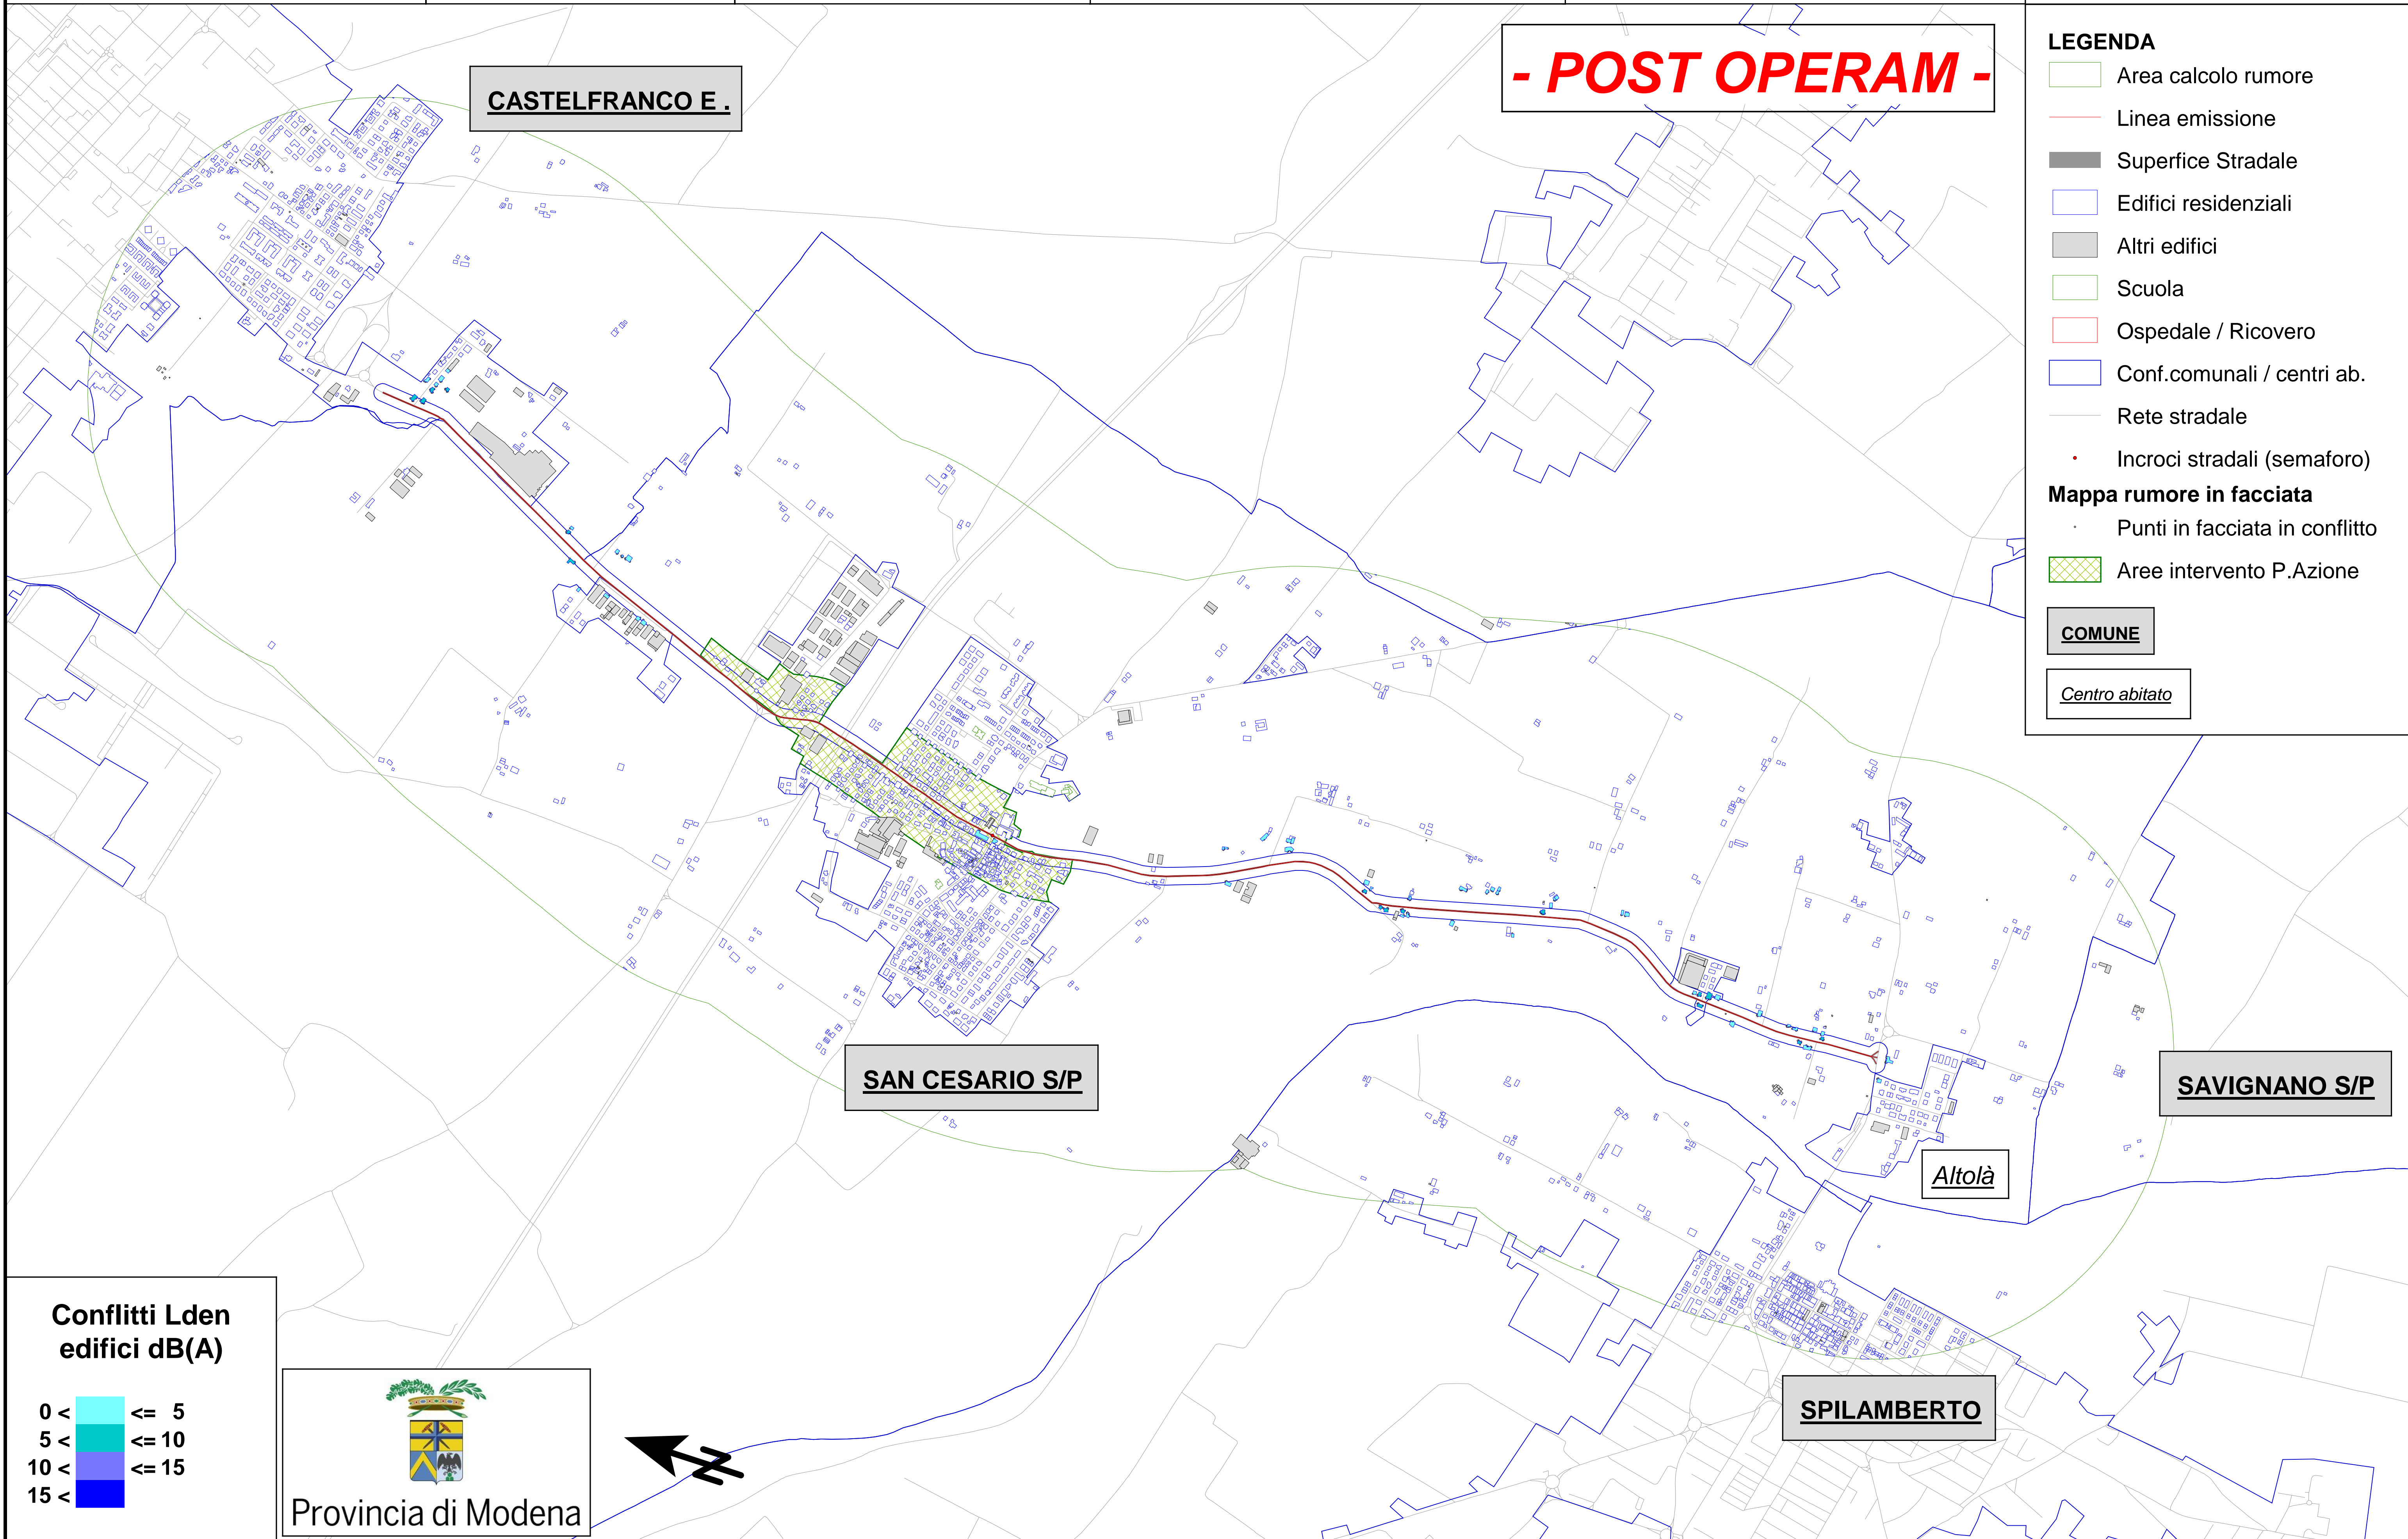 - POST OPERAM -
CASTELFRANCO E .
LEGENDA
Area calcolo rumore
Linea emissione
Superfice Stradale
Edifici residenziali
Altri edifici
Scuola
Ospedale / Ricovero
Conf.comunali / centri ab.
Rete stradale
Incroci stradali (semaforo)
Mappa rumore in facciata
Punti in facciata in conflitto
Aree intervento P.Azione
COMUNE
Centro abitato
SAN CESARIO S/P
SAVIGNANO S/P
Altolà
SPILAMBERTO
Conflitti Lden
edifici dB(A)
0 < <= 5
5 < <= 10
10 < <= 15
15 <
Provincia di Modena
N